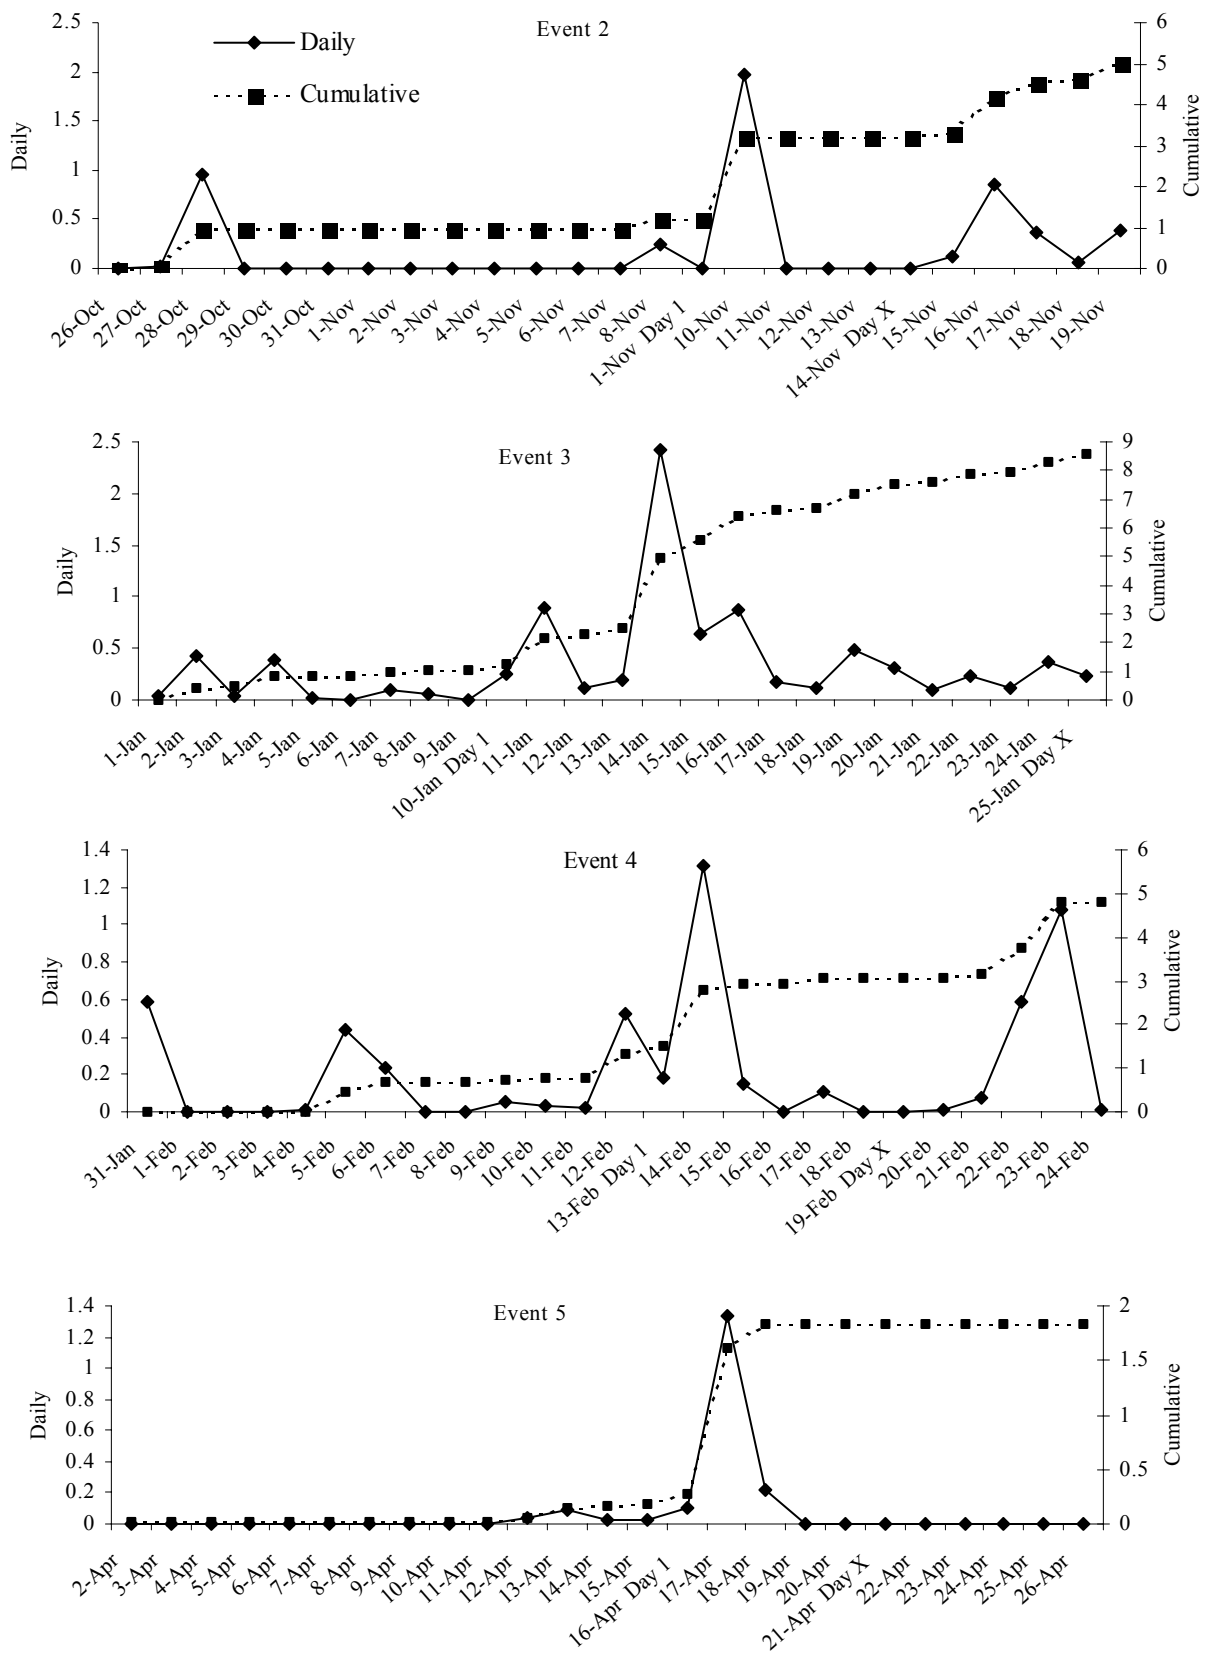 Event 2
Daily
Cumulative
2.5
2
1.5
1
0.5
0
Daily
6
5
4
3
2
1
0
Cumulative
26-Oct
27-Oct
28-Oct
29-Oct
30-Oct
31-Oct
1-Nov
2-Nov
3-Nov
4-Nov
5-Nov
6-Nov
7-Nov
8-Nov
1-Nov Day 1
10-Nov
11-Nov
12-Nov
13-Nov
14-Nov Day X
15-Nov
16-Nov
17-Nov
18-Nov
19-Nov
Event 3
2.5
2
1.5
1
0.5
0
Daily
9
8
7
6
5
4
3
2
1
0
Cumulative
1-Jan
2-Jan
3-Jan
4-Jan
5-Jan
6-Jan
7-Jan
8-Jan
9-Jan
10-Jan Day 1
11-Jan
12-Jan
13-Jan
14-Jan
15-Jan
16-Jan
17-Jan
18-Jan
19-Jan
20-Jan
21-Jan
22-Jan
23-Jan
24-Jan
25-Jan Day X
Event 4
1.4
1.2
1
0.8
0.6
0.4
0.2
0
Daily
6
5
4
3
2
1
0
Cumulative
31-Jan
1-Feb
2-Feb
3-Feb
4-Feb
5-Feb
6-Feb
7-Feb
8-Feb
9-Feb
10-Feb
11-Feb
12-Feb
13-Feb Day 1
14-Feb
15-Feb
16-Feb
17-Feb
18-Feb
19-Feb Day X
20-Feb
21-Feb
22-Feb
23-Feb
24-Feb
Event 5
1.4
1.2
1
0.8
0.6
0.4
0.2
0
Daily
2
1.5
1
0.5
0
Cumulative
2-Apr
3-Apr
4-Apr
5-Apr
6-Apr
7-Apr
8-Apr
9-Apr
10-Apr
11-Apr
12-Apr
13-Apr
14-Apr
15-Apr
16-Apr Day 1
17-Apr
18-Apr
19-Apr
20-Apr
21-Apr Day X
22-Apr
23-Apr
24-Apr
25-Apr
26-Apr